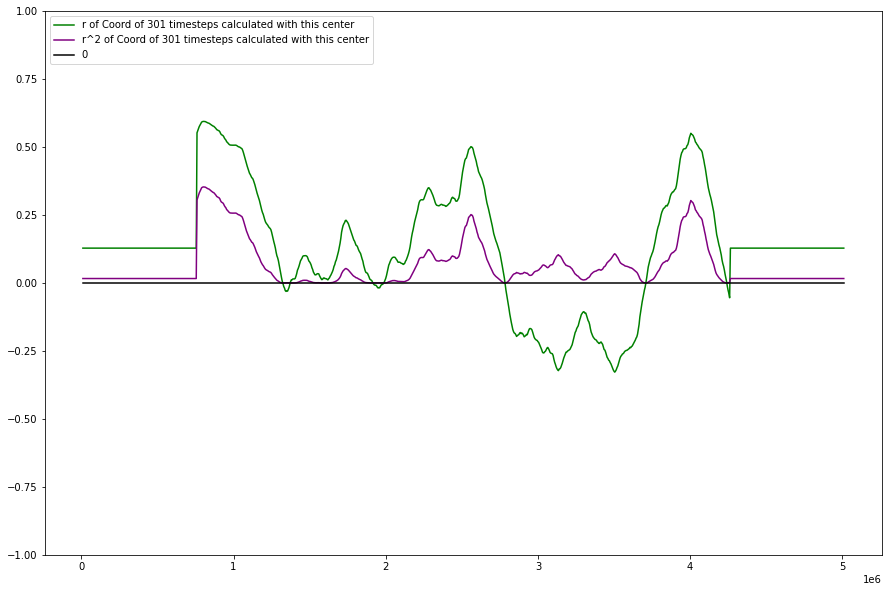 r of Coord of 301 timesteps calculated with this center
r^2 of Coord of 301 timesteps calculated with this center
0
1.00
0.75
0.50
0.25
0.00
−0.25
−0.50
−0.75
−1.00
0 1 2 3 4 5
1e6